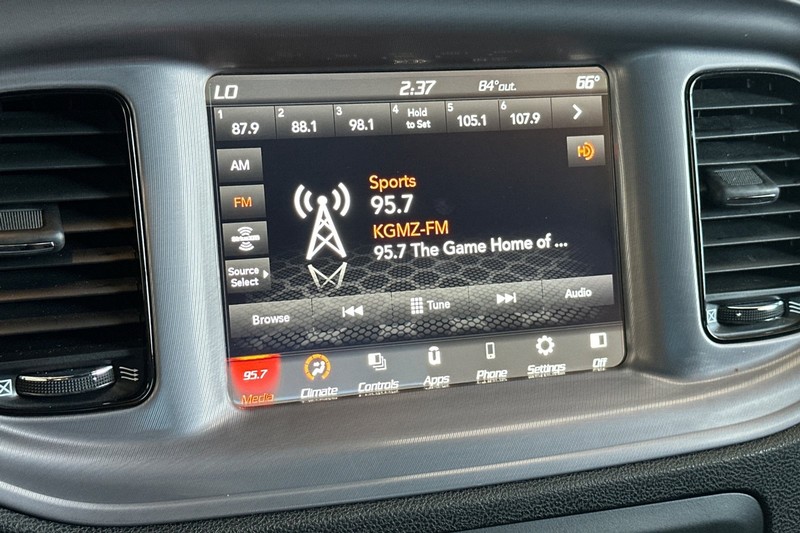 LO 2:37 84°out. 66°
1 87.9 2 88.1 3 98.1 4 Hold to Set 5 105.1 6 107.9
AM
HD
FM
Sports
95.7
KGMZ-FM
95.7 The Game Home of ...
Source
Select
Browse Tune Audio
95.7
Media Climate Controls Apps Phone Settings Off